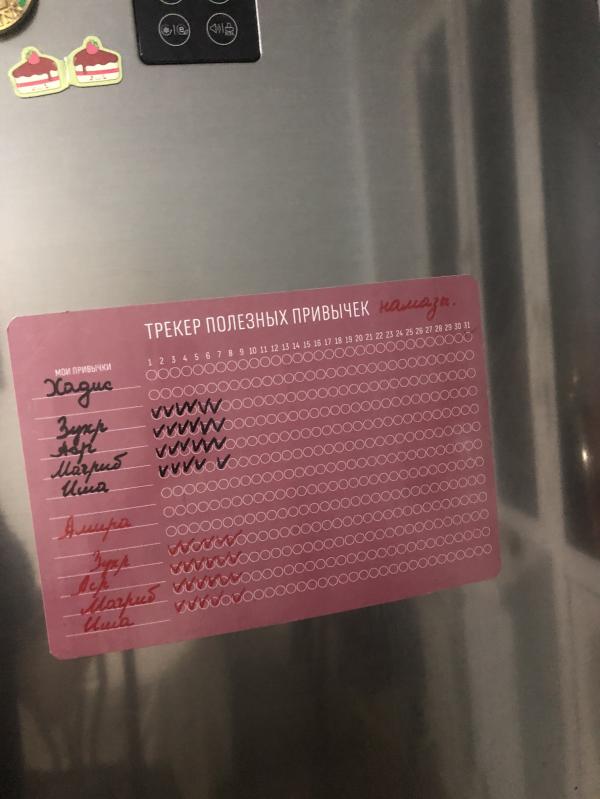 ТРЕКЕР ПОЛЕЗНЫХ ПРИВЫЧЕК намазы.
МОИ ПРИВЫЧКИ
1 2 3 4 5 6 7 8 9 10 11 12 13 14 15 16 17 18 19 20 21 22 23 24 25 26 27 28 29 30 31
Хадис
Зухр
Аср
Магриб
Иша
Амира
Зухр
Аср
Магриб
Иша